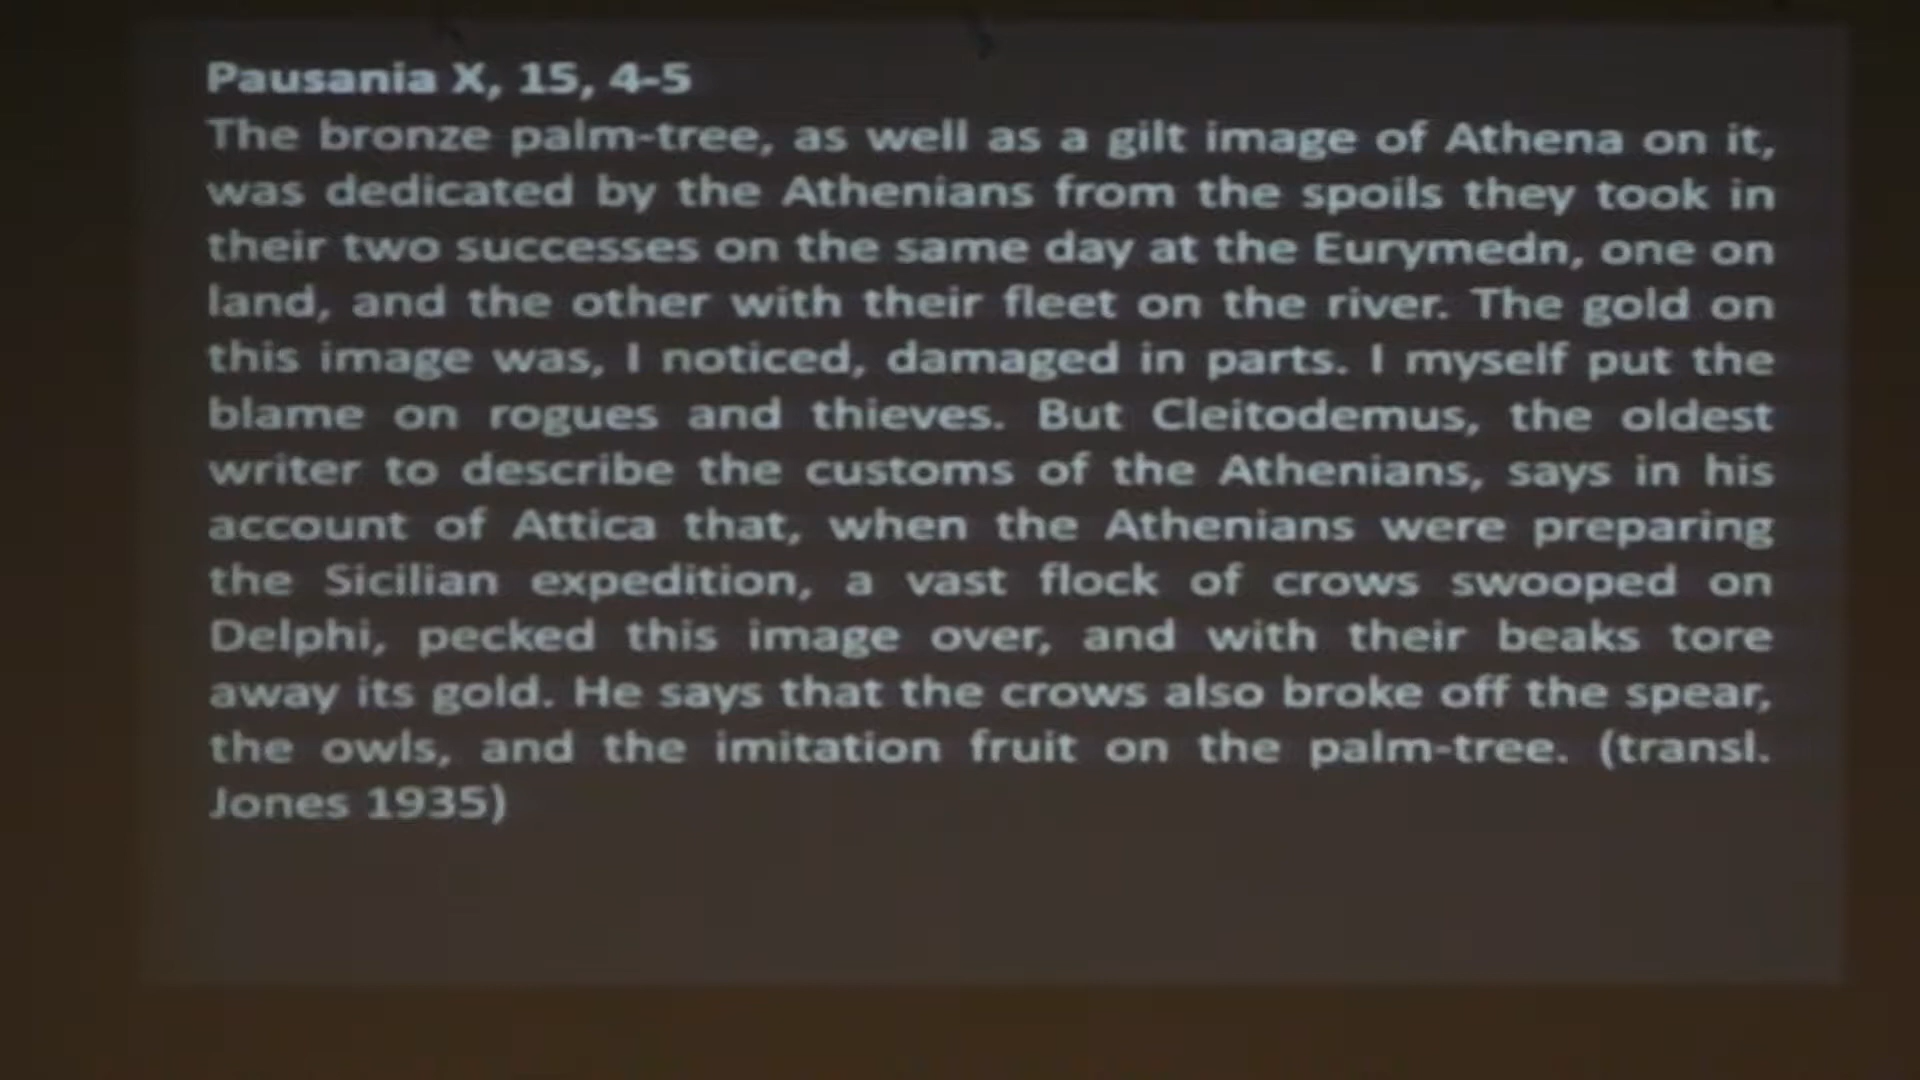 Pausania X, 15, 4-5
The bronze palm-tree, as well as a gilt image of Athena on it,
was dedicated by the Athenians from the spoils they took in
their two successes on the same day at the Eurymedn, one on
land, and the other with their fleet on the river. The gold on
this image was, I noticed, damaged in parts. I myself put the
blame on rogues and thieves. But Cleitodemus, the oldest
writer to describe the customs of the Athenians, says in his
account of Attica that, when the Athenians were preparing
the Sicilian expedition, a vast flock of crows swooped on
Delphi, pecked this image over, and with their beaks tore
away its gold. He says that the crows also broke off the spear,
the owls, and the imitation fruit on the palm-tree. (transl.
Jones 1935)